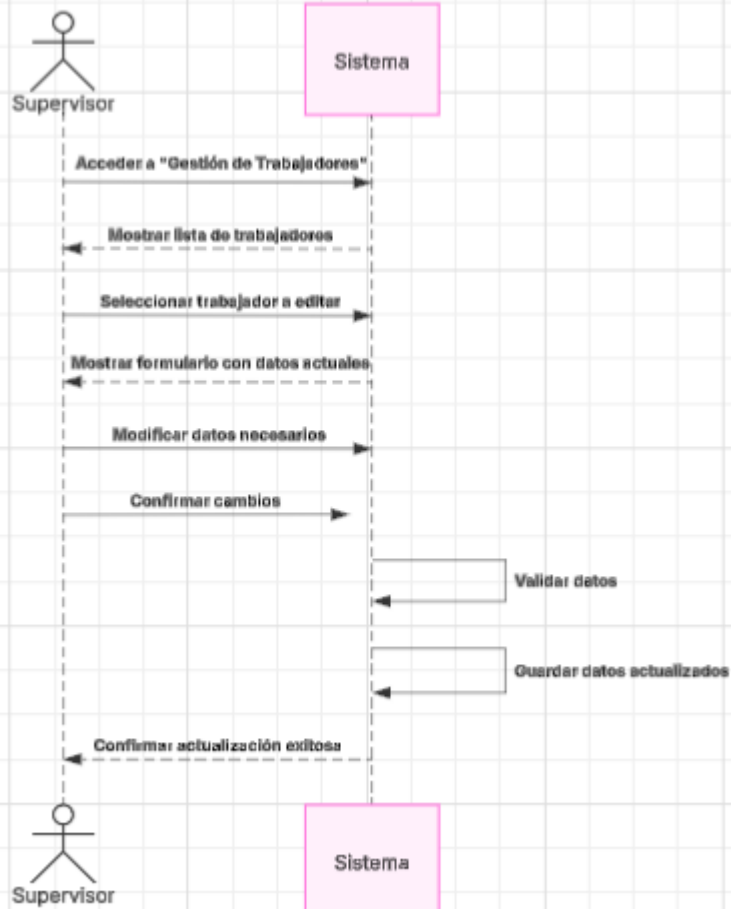 Sistema
Supervisor
Acceder a "Gestión de Trabajadores"
Mostrar lista de trabajadores
Seleccionar trabajador a editar
Mostrar formulario con datos actuales
Modificar datos necesarios
Confirmar cambios
Validar datos
Guardar datos actualizados
Confirmar actualización exitosa
Sistema
Supervisor